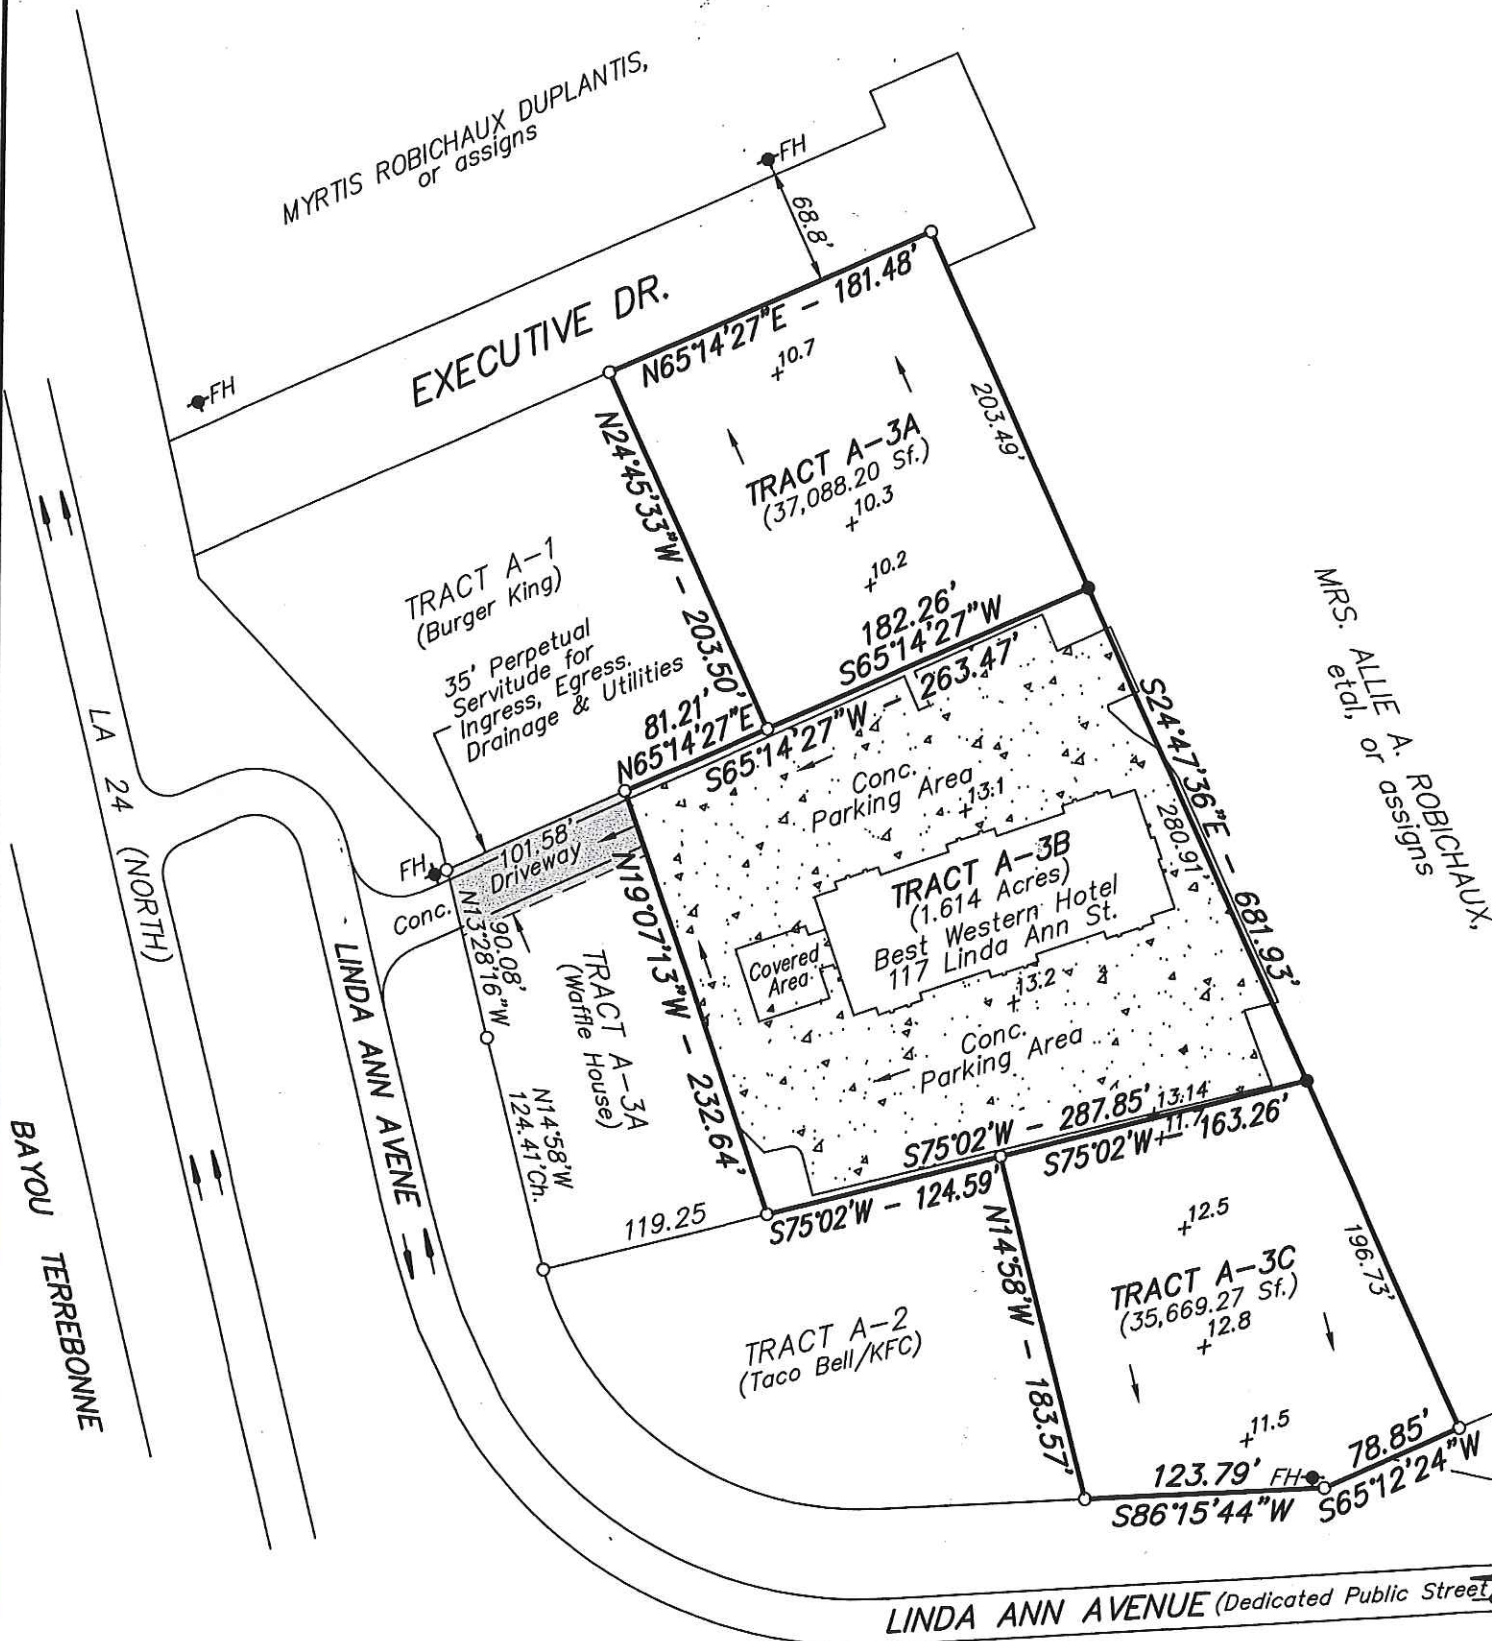 MYRTIS ROBICHAUX DUPLANTIS,
or assigns
FH
68.8'
FH
EXECUTIVE DR.
N65°14'27"E - 181.48'
10.7
N24°45'33"W - 203.50'
TRACT A-3A
(37,088.20 Sf.)
10.3
10.2
203.49'
182.26'
S65°14'27"W
TRACT A-1
(Burger King)
35' Perpetual
Servitude for
Ingress, Egress.
Drainage & Utilities
81.21'
N65°14'27"E
S65°14'27"W - 263.47'
MRS. ALLIE A. ROBICHAUX,
etal, or assigns
LA 24 (NORTH)
Conc.
Parking Area
13.1
S24°47'36"E - 681.93'
280.91'
101.58'
Driveway
FH
Conc.
N13°28'16"W
90.08'
N19°07'13"W - 232.64'
TRACT A-3B
(1.614 Acres)
Best Western Hotel
117 Linda Ann St.
Covered
Area
13.2
Conc.
Parking Area
TRACT A-3A
(Waffle House)
LINDA ANN AVENE
N14°58'W
124.41'Ch.
BAYOU TERREBONNE
S75°02'W - 287.85'
13.14
11.7
S75°02'W - 163.26'
119.25
S75°02'W - 124.59'
N14°58'W - 183.57'
12.5
TRACT A-3C
(35,669.27 Sf.)
12.8
196.73'
TRACT A-2
(Taco Bell/KFC)
11.5
123.79'
FH
78.85'
S86°15'44"W
S65°12'24"W
LINDA ANN AVENUE (Dedicated Public Street)